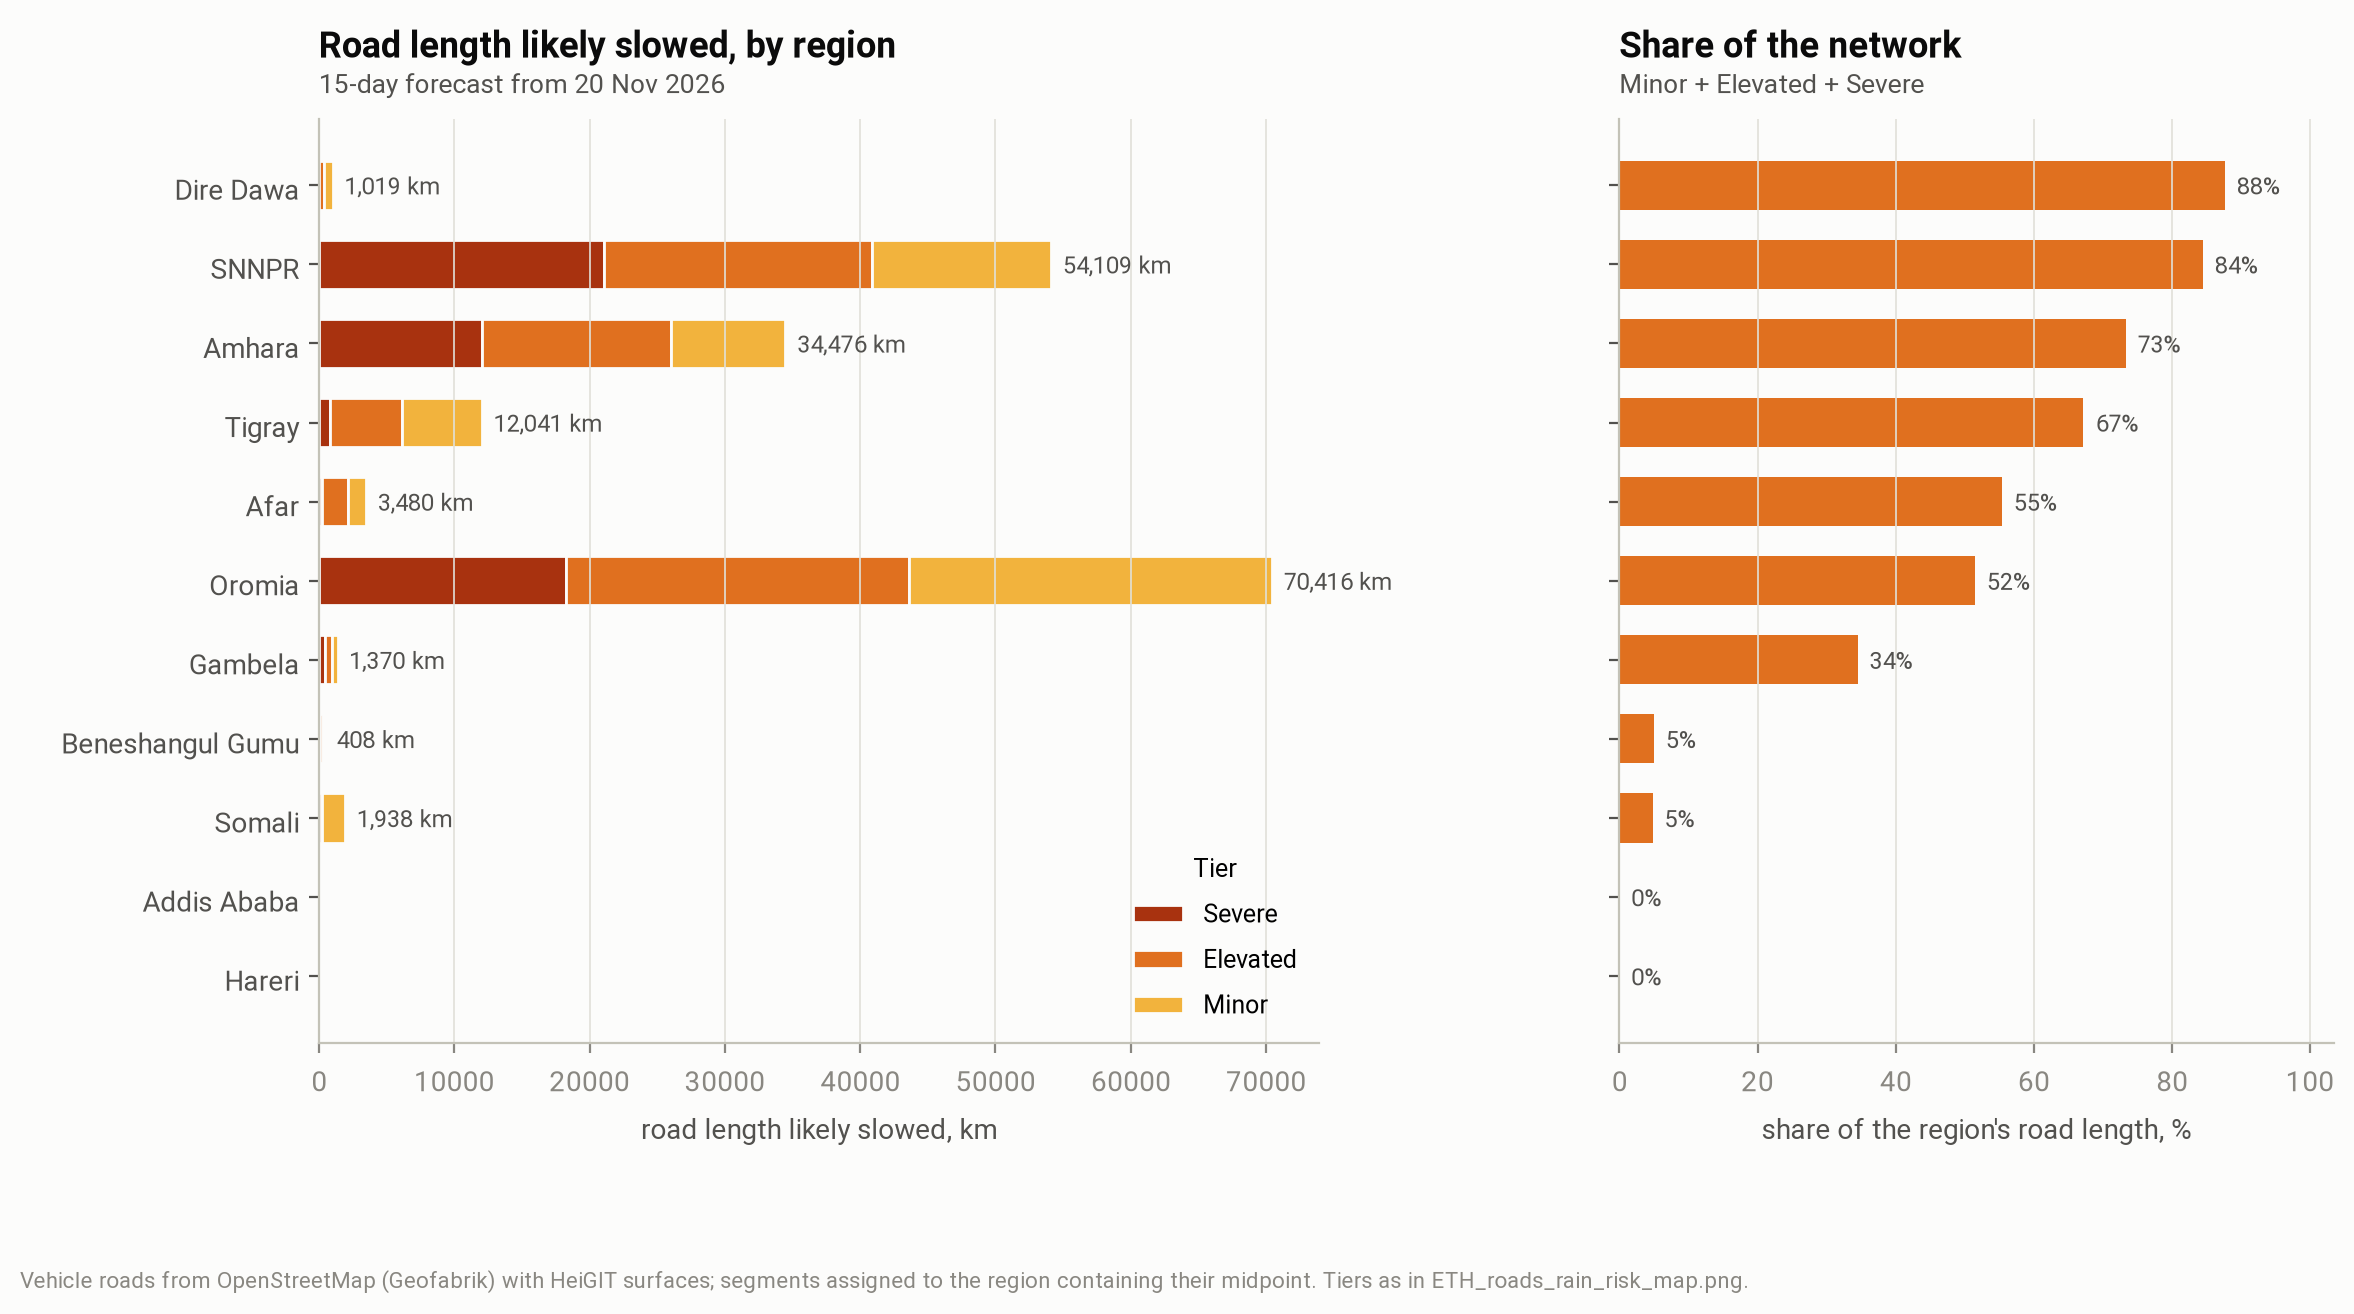 Road length likely slowed, by region
15-day forecast from 20 Nov 2026
Dire Dawa
1,019 km
SNNPR
54,109 km
Amhara
34,476 km
Tigray
12,041 km
Afar
3,480 km
Oromia
70,416 km
Gambela
1,370 km
Beneshangul Gumu
408 km
Somali
1,938 km
Addis Ababa
Hareri
Tier
Severe
Elevated
Minor
0 10000 20000 30000 40000 50000 60000 70000
road length likely slowed, km
Share of the network
Minor + Elevated + Severe
88%
84%
73%
67%
55%
52%
34%
5%
5%
0%
0%
0 20 40 60 80 100
share of the region's road length, %
Vehicle roads from OpenStreetMap (Geofabrik) with HeiGIT surfaces; segments assigned to the region containing their midpoint. Tiers as in ETH_roads_rain_risk_map.png.